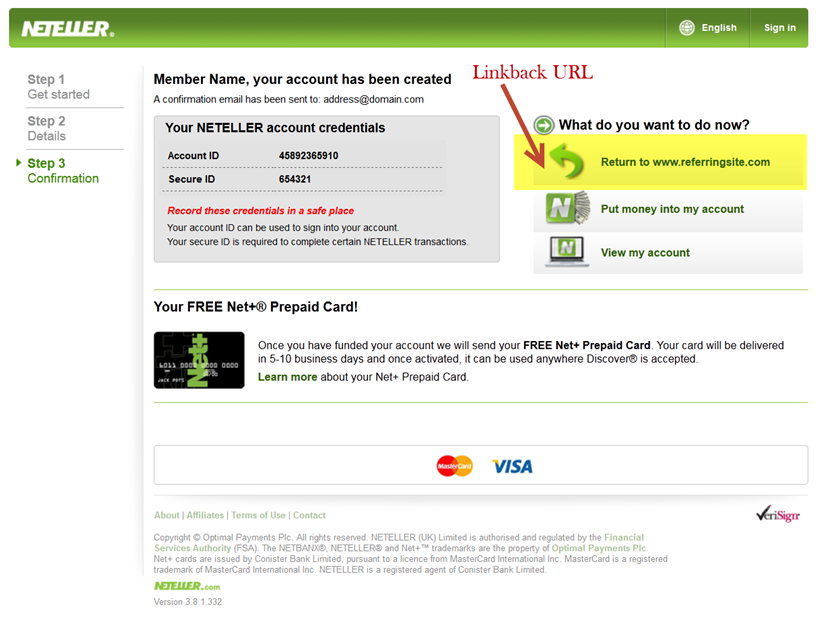 NETELLER®
English
Sign in
Step 1
Get started
Step 2
Details
Step 3
Confirmation
Member Name, your account has been created
A confirmation email has been sent to: address@domain.com
Your NETELLER account credentials
Account ID 45892365910
Secure ID 654321
Record these credentials in a safe place
Your account ID can be used to sign into your account.
Your secure ID is required to complete certain NETELLER transactions.
Linkback URL
What do you want to do now?
Return to www.referringsite.com
N
Put money into my account
N
View my account
Your FREE Net+® Prepaid Card!
Net+
JACK POTS
Once you have funded your account we will send your FREE Net+ Prepaid Card. Your card will be delivered
in 5-10 business days and once activated, it can be used anywhere Discover® is accepted.
Learn more about your Net+ Prepaid Card.
MasterCard
VISA
About | Affiliates | Terms of Use | Contact
VeriSign
Copyright © Optimal Payments Plc. All rights reserved. NETELLER (UK) Limited is authorised and regulated by the Financial
Services Authority (FSA). The NETBANX®, NETELLER® and Net+™ trademarks are the property of Optimal Payments Plc.
Net+ cards are issued by Conister Bank Limited, pursuant to a licence from MasterCard International Inc. MasterCard is a registered
trademark of MasterCard International Inc. NETELLER is a registered agent of Conister Bank Limited.
NETELLER.com
Version 3.8.1.332